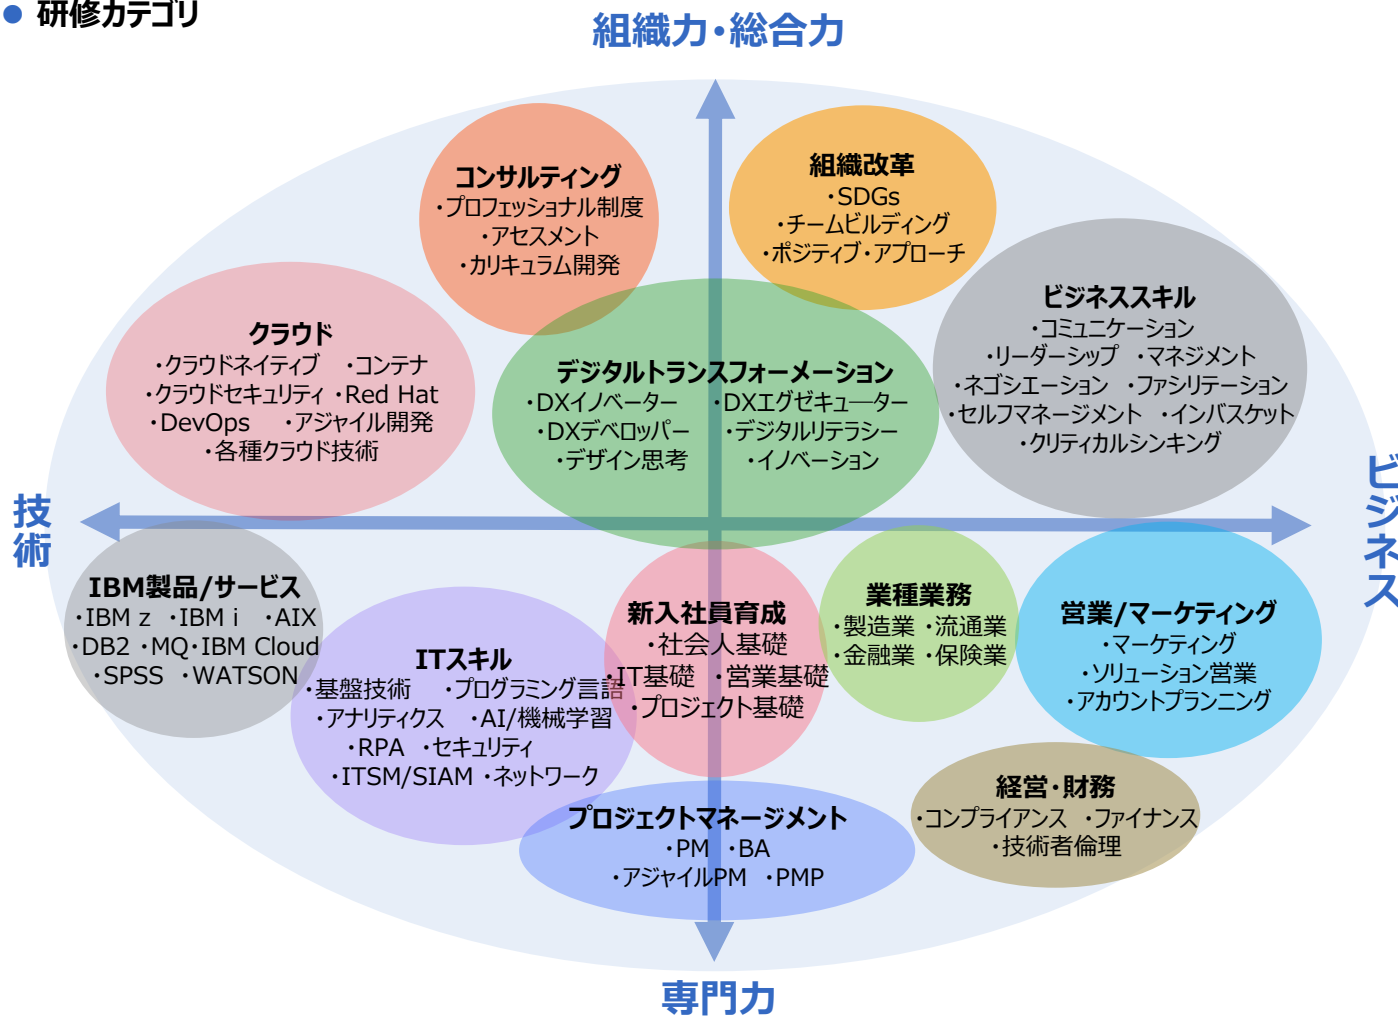 ● 研修カテゴリ
組織力・総合力
コンサルティング
・プロフェッショナル制度
・アセスメント
・カリキュラム開発
組織改革
・SDGs
・チームビルディング
・ポジティブ・アプローチ
クラウド
・クラウドネイティブ ・コンテナ
・クラウドセキュリティ ・Red Hat
・DevOps ・アジャイル開発
・各種クラウド技術
デジタルトランスフォーメーション
・DXイノベーター ・DXエグゼキューター
・DXデベロッパー ・デジタルリテラシー
・デザイン思考 ・イノベーション
ビジネススキル
・コミュニケーション
・リーダーシップ ・マネジメント
・ネゴシエーション ・ファシリテーション
・セルフマネージメント ・インバスケット
・クリティカルシンキング
技術
ビジネス
IBM製品/サービス
・IBM z ・IBM i ・AIX
・DB2 ・MQ・IBM Cloud
・SPSS ・WATSON
ITスキル
・基盤技術 ・プログラミング言語
・アナリティクス ・AI/機械学習
・RPA ・セキュリティ
・ITSM/SIAM ・ネットワーク
新入社員育成
・社会人基礎
・IT基礎 ・営業基礎
・プロジェクト基礎
業種業務
・製造業 ・流通業
・金融業 ・保険業
営業/マーケティング
・マーケティング
・ソリューション営業
・アカウントプランニング
プロジェクトマネージメント
・PM ・BA
・アジャイルPM ・PMP
経営・財務
・コンプライアンス ・ファイナンス
・技術者倫理
専門力